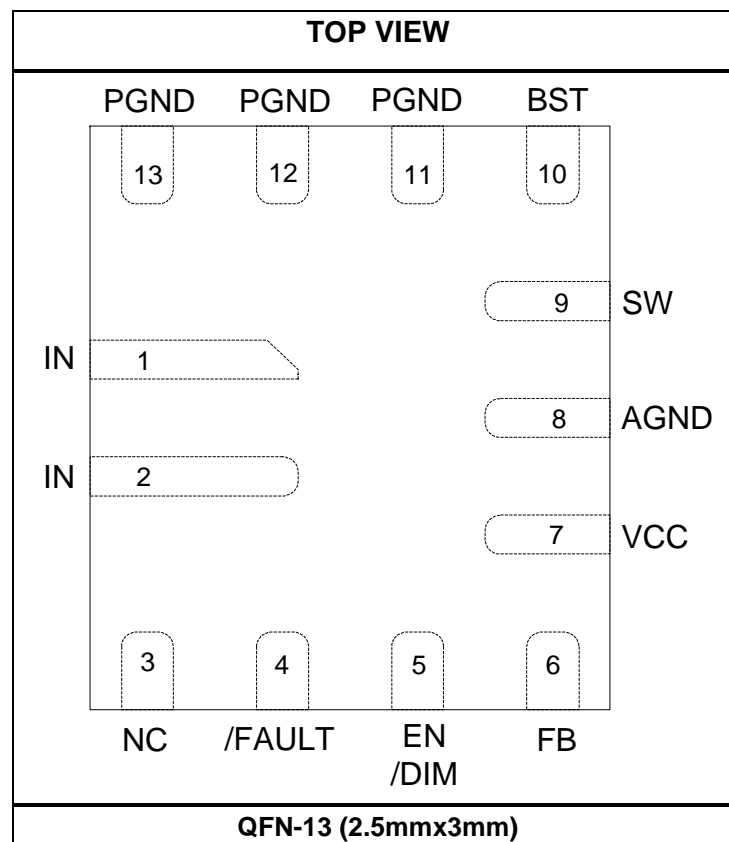 TOP VIEW
PGND PGND PGND BST
13 12 11 10
9 SW
IN 1
8 AGND
IN 2
7 VCC
3 4 5 6
NC /FAULT EN /DIM FB
QFN-13 (2.5mmx3mm)